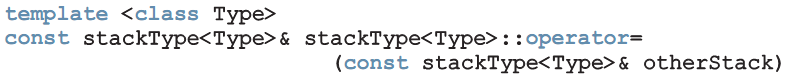 template <class Type>
const stackType<Type>& stackType<Type>::operator=
(const stackType<Type>& otherStack)